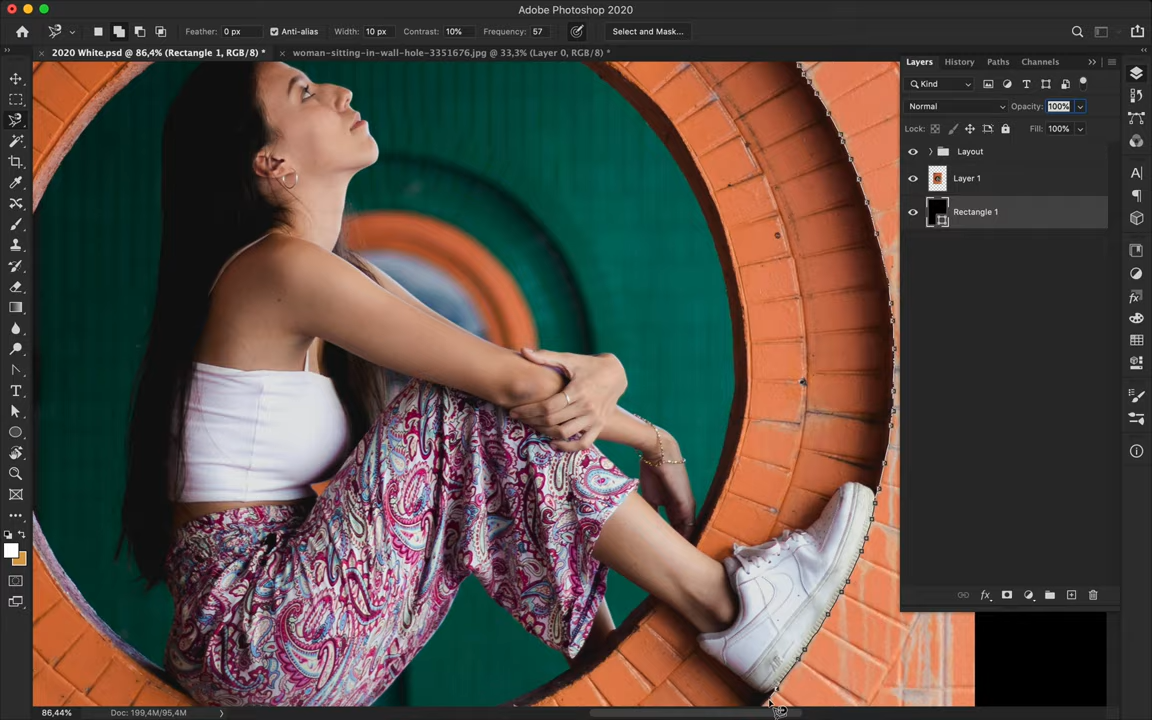 Adobe Photoshop 2020
Feather: 0 px Anti-alias Width: 10 px Contrast: 10% Frequency: 57 Select and Mask...
2020 White.psd @ 86,4% (Rectangle 1, RGB/8) * woman-sitting-in-wall-hole-3351676.jpg @ 33,3% (Layer 0, RGB/8) *
Layers History Paths Channels
Kind
Normal Opacity: 100%
Lock: Fill: 100%
Layout
Layer 1
Rectangle 1
86,44% Doc: 199,4M/95,4M